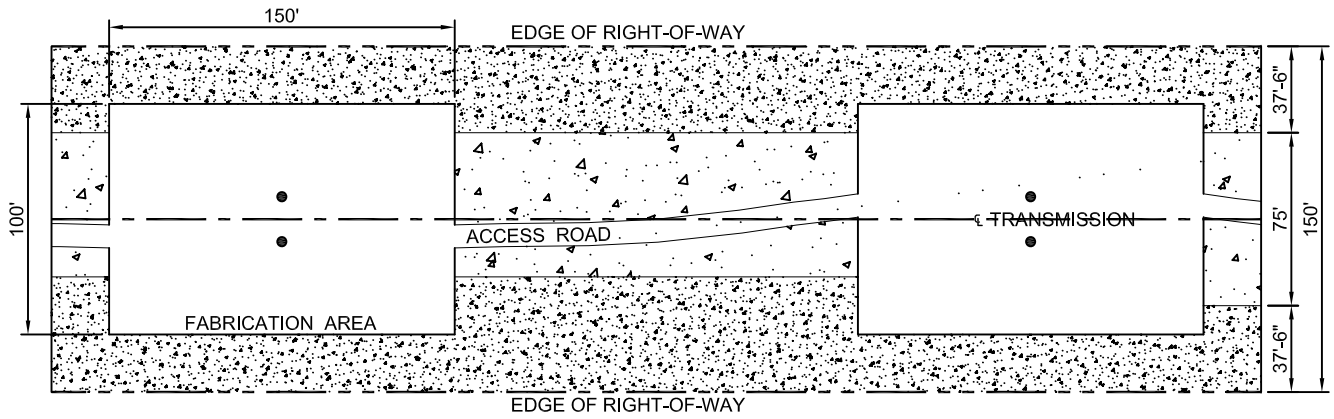 150'
EDGE OF RIGHT-OF-WAY
37'-6"
100'
75'
150'
℄ TRANSMISSION
ACCESS ROAD
FABRICATION AREA
37'-6"
EDGE OF RIGHT-OF-WAY